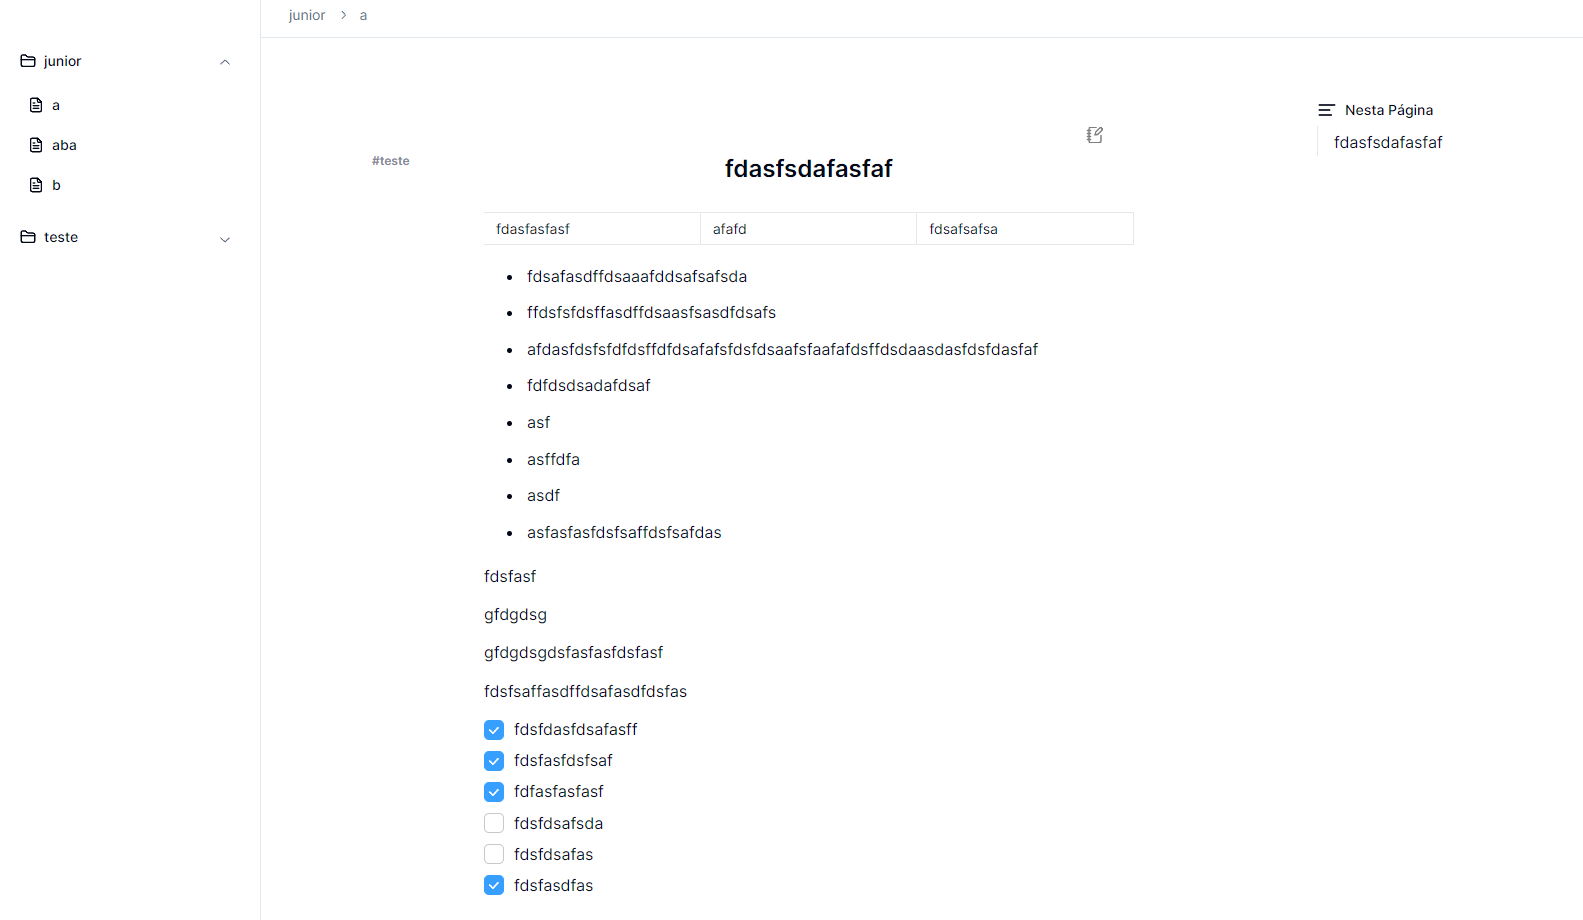 junior > a
junior
a
aba
b
teste
#teste
fdasfsdafasfaf
fdasfasfasf afafd fdsafsafsa
• fdsafasdffdsaaafddsafsafsda
• ffdsfsfdsffasdffdsaasfsasdfdsafs
• afdasfdsfsfdfdsffdfdsafafsfdsfdsaafsfaafafdsffdsdaasdasfdsfdasfaf
• fdfdsdsadafdsaf
• asf
• asffdfa
• asdf
• asfasfasfdsfsaffdsfsafdas
fdsfasf
gfdgdsg
gfdgdsgdsfasfasfdsfasf
fdsfsaffasdffdsafasdfdsfas
fdsfdasfdsafasff
fdsfasfdsfsaf
fdfasfasfasf
fdsfdsafsda
fdsfdsafas
fdsfasdfas
Nesta Página
fdasfsdafasfaf